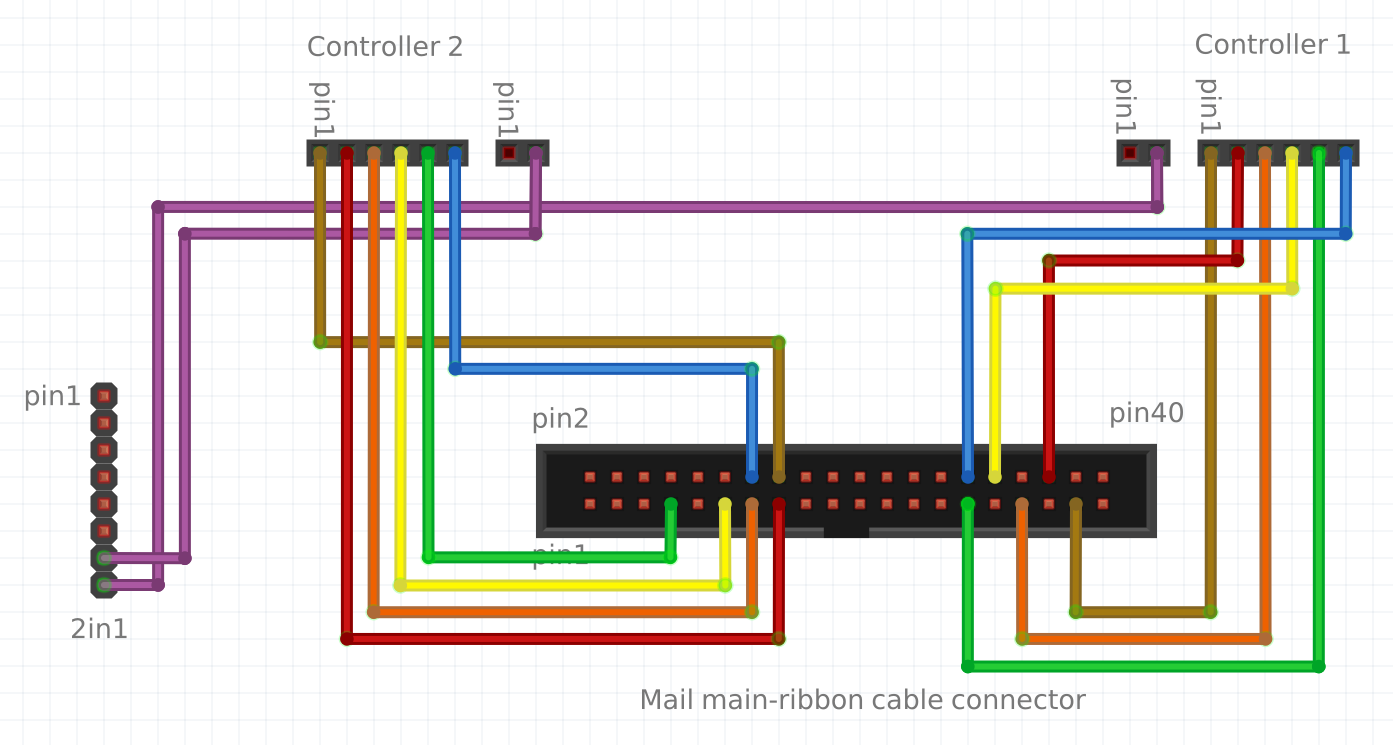 Controller 2
Controller 1
pin1
pin1
pin1
pin1
pin1
pin2
pin40
pin1
2in1
Mail main-ribbon cable connector